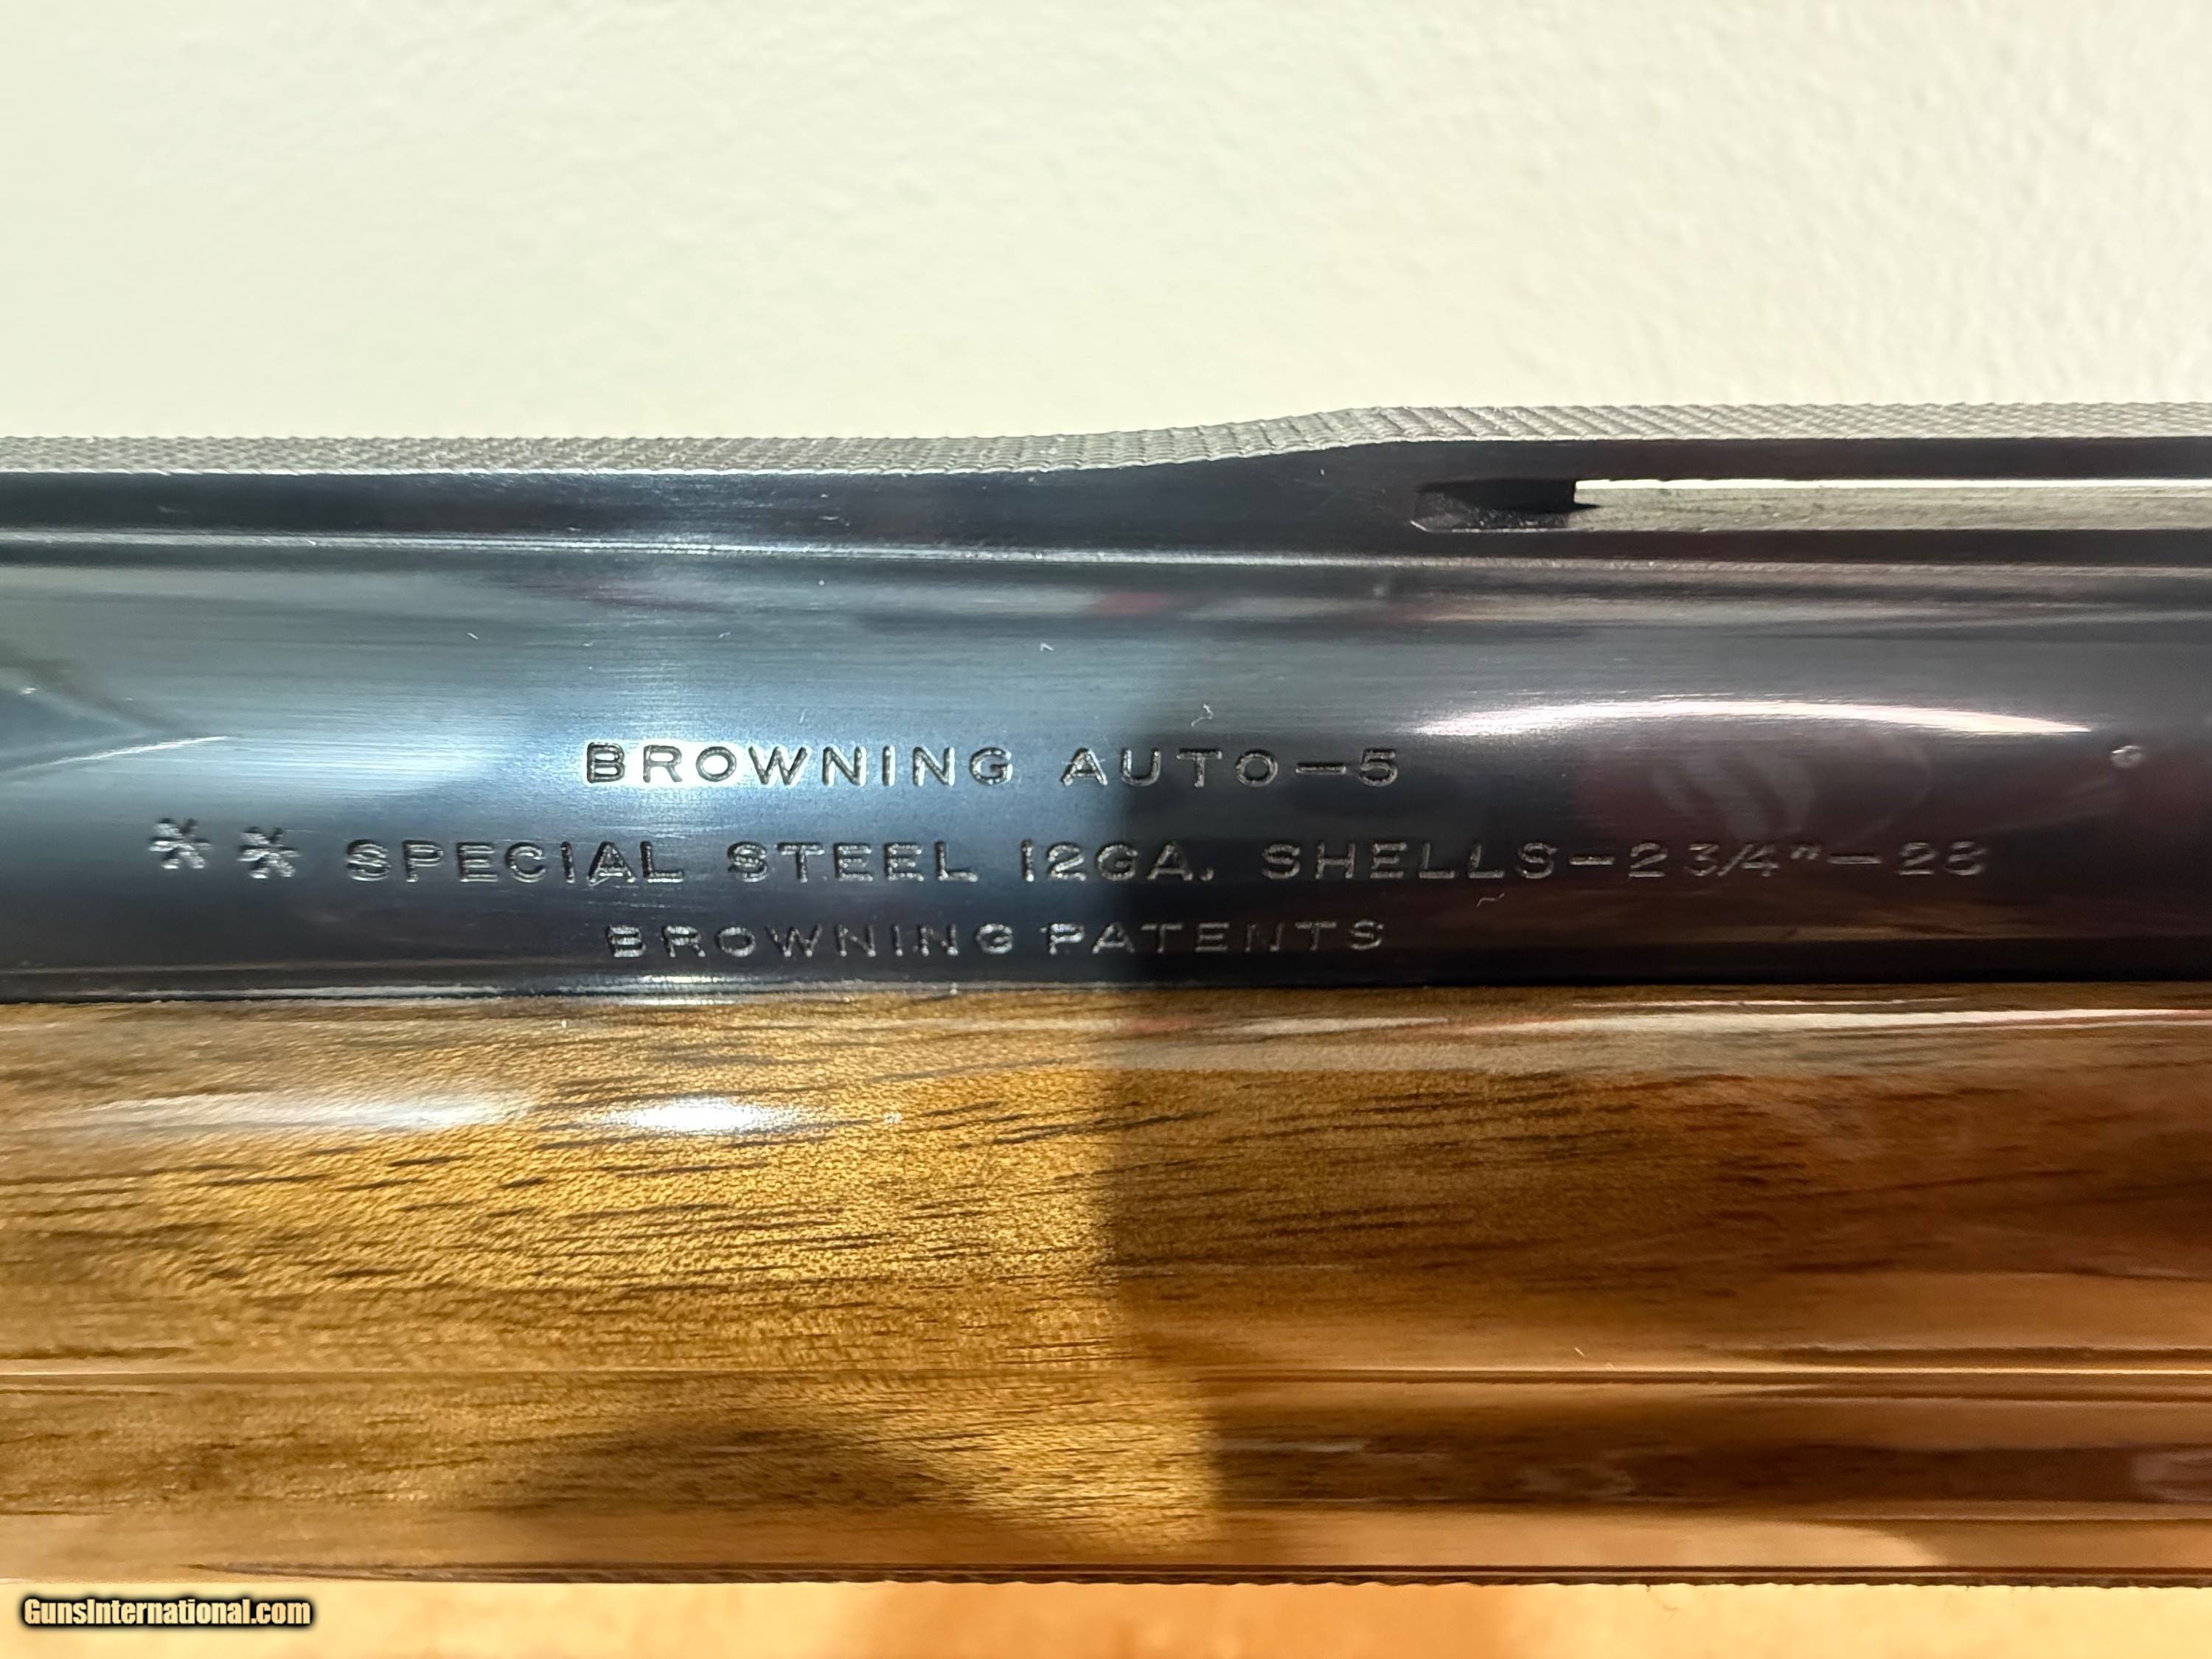 BROWNING AUTO-5
** SPECIAL STEEL 12GA. SHELLS-2 3/4"-28
BROWNING PATENTS
GunsInternational.com